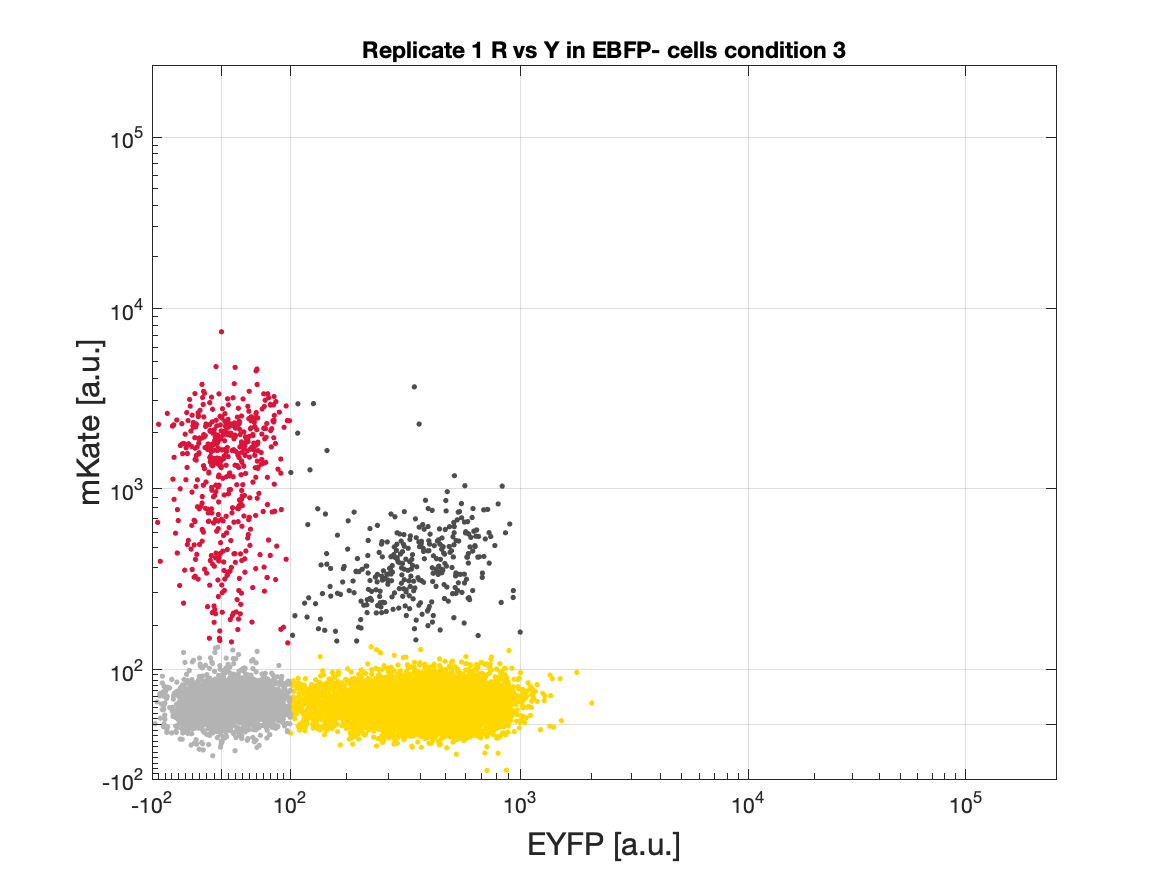 Replicate 1 R vs Y in EBFP- cells condition 3
10^5
10^4
mKate [a.u.]
10^3
10^2
-10^2
-10^2 10^2 10^3 10^4 10^5
EYFP [a.u.]